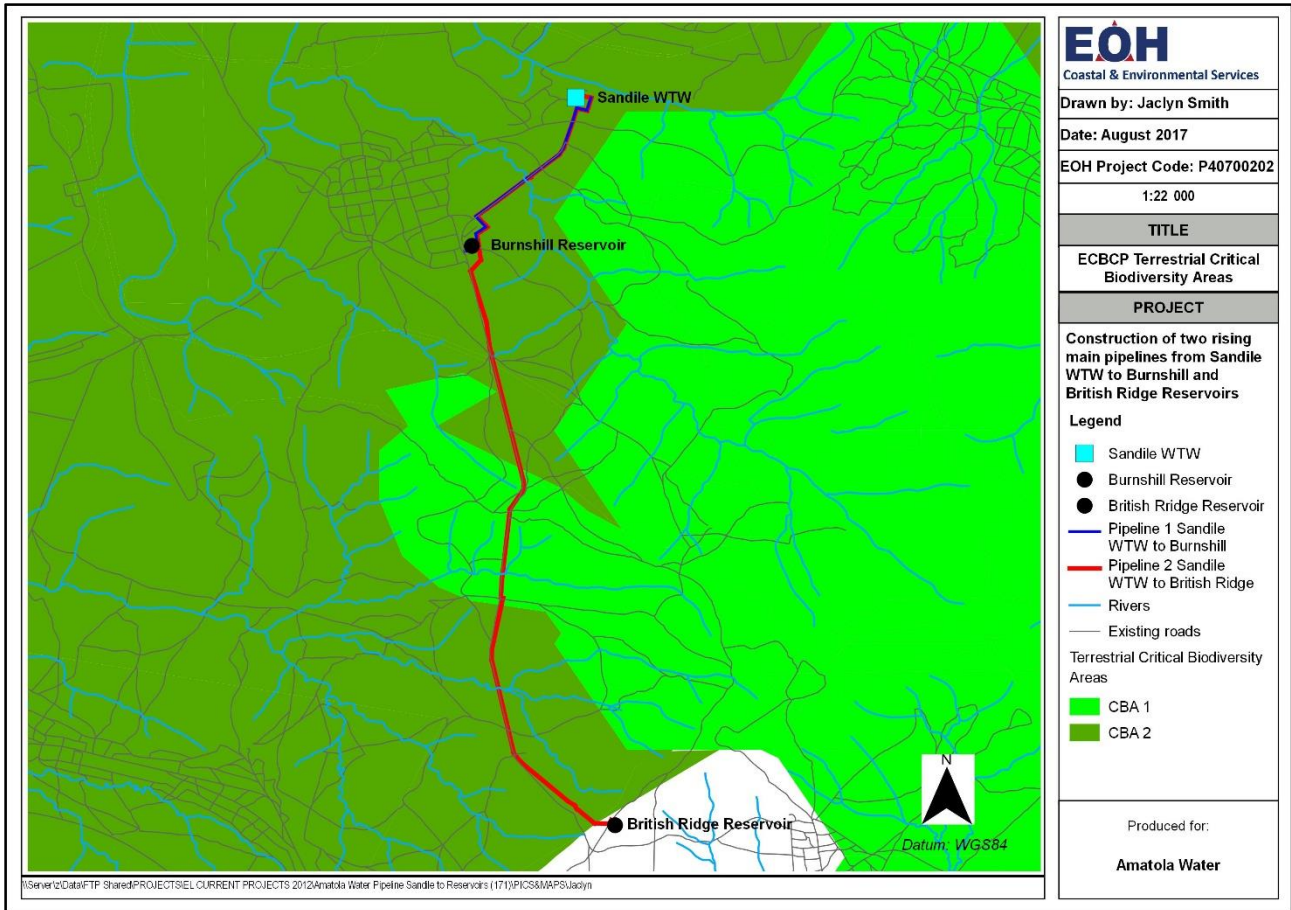 Sandile WTW
Burnshill Reservoir
British Ridge Reservoir
N
Datum: WGS84
\\Server\z\Data\FTP Shared\PROJECTS\EL CURRENT PROJECTS 2012\Amatola Water Pipeline Sandile to Reservoirs (171)\PICS&MAPS\Jaclyn
EOH
Coastal & Environmental Services
Drawn by: Jaclyn Smith
Date: August 2017
EOH Project Code: P40700202
1:22 000
TITLE
ECBCP Terrestrial Critical
Biodiversity Areas
PROJECT
Construction of two rising
main pipelines from Sandile
WTW to Burnshill and
British Ridge Reservoirs
Legend
Sandile WTW
Burnshill Reservoir
British Rridge Reservoir
Pipeline 1 Sandile
WTW to Burnshill
Pipeline 2 Sandile
WTW to British Ridge
Rivers
Existing roads
Terrestrial Critical Biodiversity
Areas
CBA 1
CBA 2
Produced for:
Amatola Water